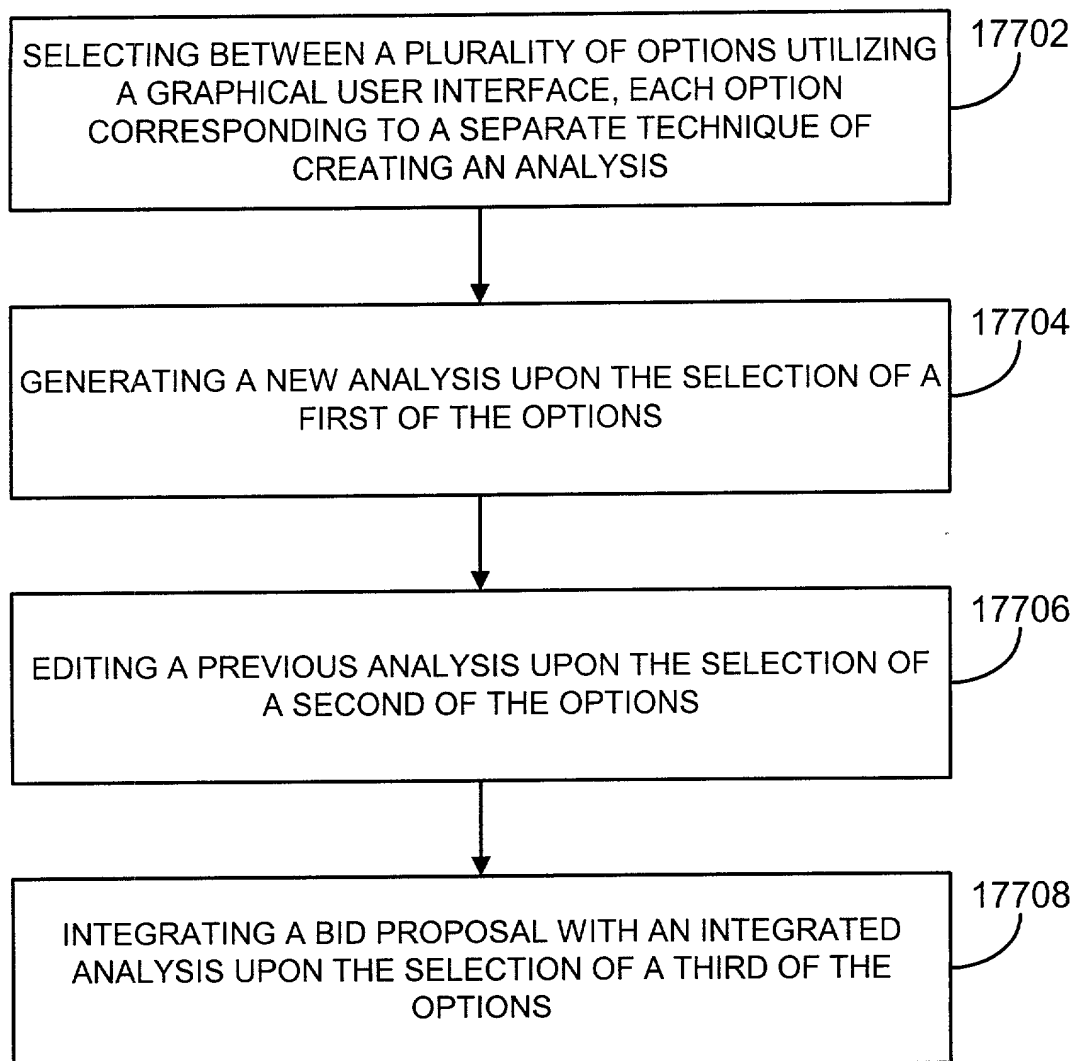 SELECTING BETWEEN A PLURALITY OF OPTIONS UTILIZING
A GRAPHICAL USER INTERFACE, EACH OPTION
CORRESPONDING TO A SEPARATE TECHNIQUE OF
CREATING AN ANALYSIS
17702
GENERATING A NEW ANALYSIS UPON THE SELECTION OF A
FIRST OF THE OPTIONS
17704
EDITING A PREVIOUS ANALYSIS UPON THE SELECTION OF
A SECOND OF THE OPTIONS
17706
INTEGRATING A BID PROPOSAL WITH AN INTEGRATED
ANALYSIS UPON THE SELECTION OF A THIRD OF THE
OPTIONS
17708